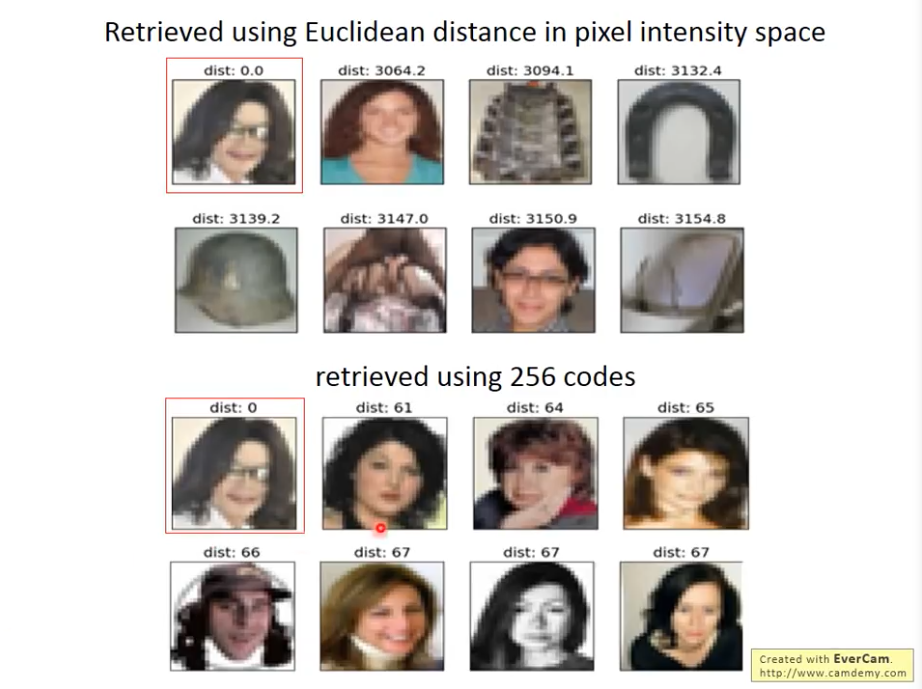 Retrieved using Euclidean distance in pixel intensity space
dist: 0.0 dist: 3064.2 dist: 3094.1 dist: 3132.4
dist: 3139.2 dist: 3147.0 dist: 3150.9 dist: 3154.8
retrieved using 256 codes
dist: 0 dist: 61 dist: 64 dist: 65
dist: 66 dist: 67 dist: 67 dist: 67
Created with EverCam.
http://www.camdemy.com